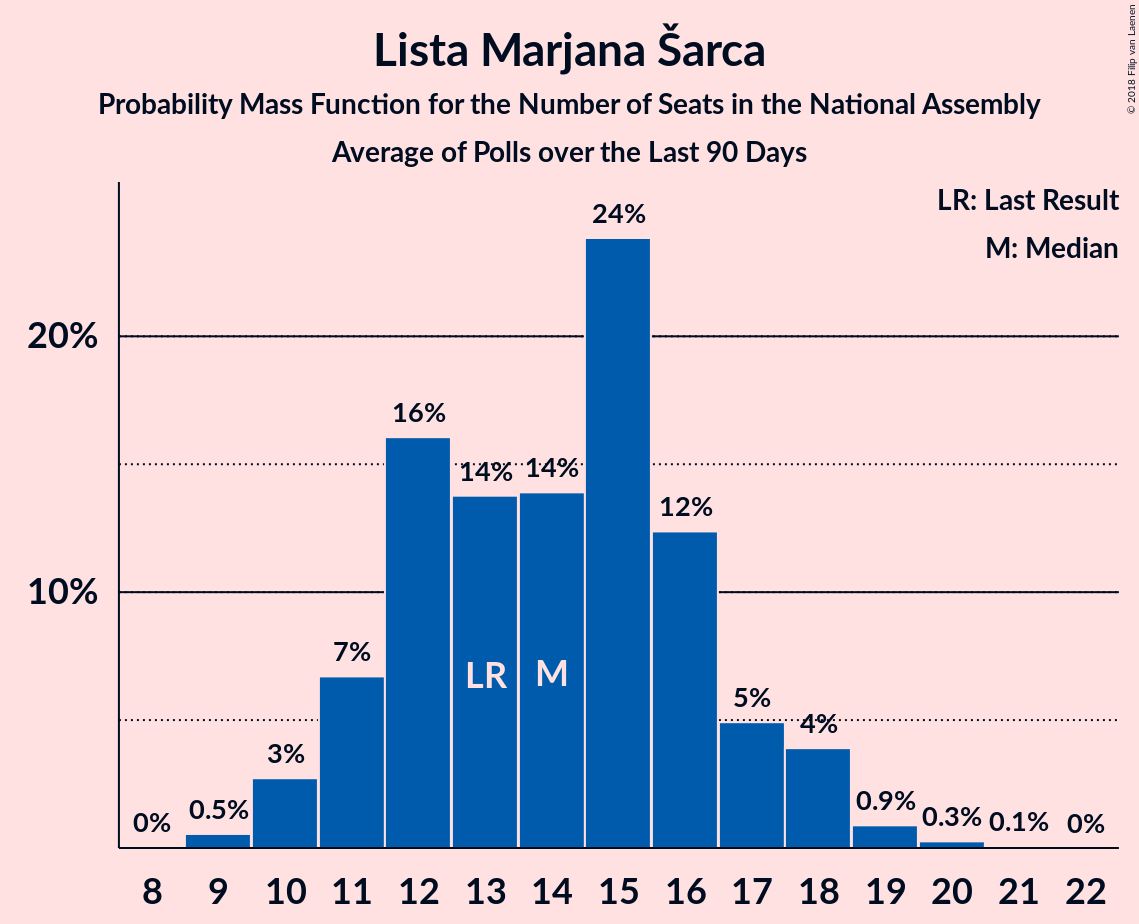 Lista Marjana Šarca
Probability Mass Function for the Number of Seats in the National Assembly
Average of Polls over the Last 90 Days
© 2018 Filip van Laenen
LR: Last Result
M: Median
20%
10%
0% 0.5% 3% 7% 16% 14% 14% 24% 12% 5% 4% 0.9% 0.3% 0.1% 0%
LR M
8 9 10 11 12 13 14 15 16 17 18 19 20 21 22